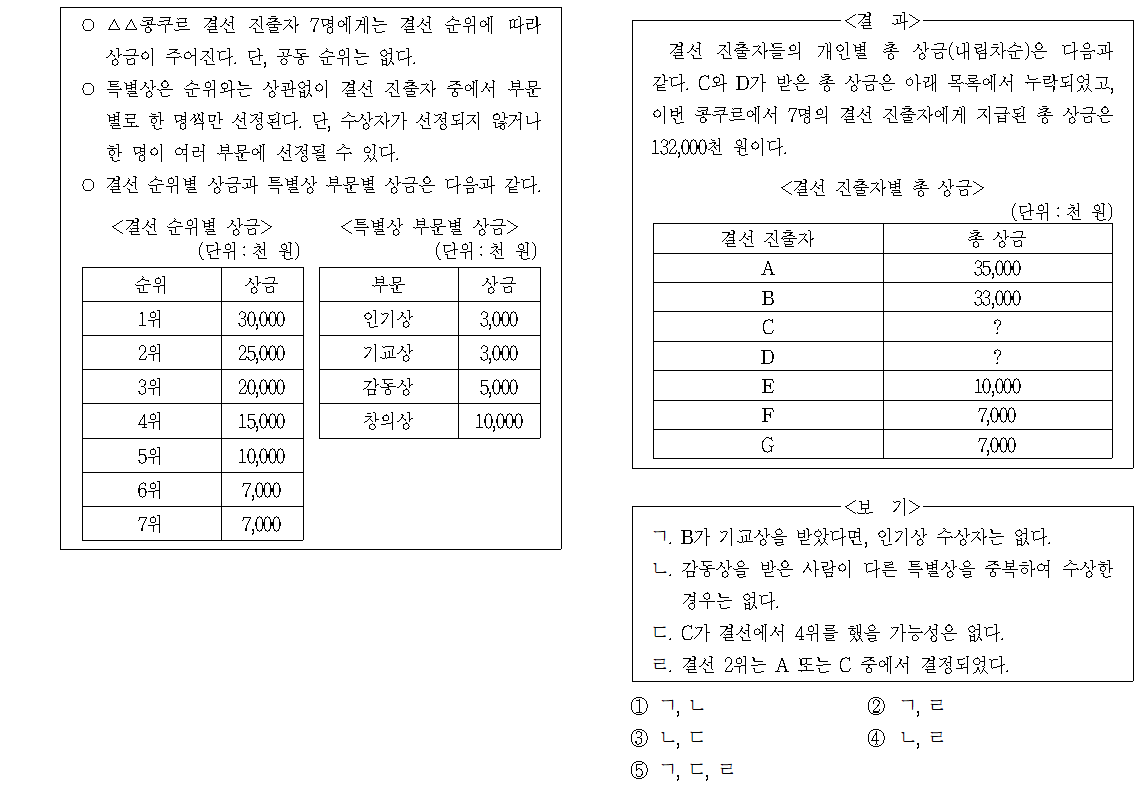 ○ △△콩쿠르 결선 진출자 7명에게는 결선 순위에 따라
상금이 주어진다. 단, 공동 순위는 없다.
○ 특별상은 순위와는 상관없이 결선 진출자 중에서 부문
별로 한 명씩만 선정된다. 단, 수상자가 선정되지 않거나
한 명이 여러 부문에 선정될 수 있다.
○ 결선 순위별 상금과 특별상 부문별 상금은 다음과 같다.
<결선 순위별 상금>
(단위 : 천 원)
순위 상금
1위 30,000
2위 25,000
3위 20,000
4위 15,000
5위 10,000
6위 7,000
7위 7,000
<특별상 부문별 상금>
(단위 : 천 원)
부문 상금
인기상 3,000
기교상 3,000
감동상 5,000
창의상 10,000
<결 과>
결선 진출자들의 개인별 총 상금(내림차순)은 다음과
같다. C와 D가 받은 총 상금은 아래 목록에서 누락되었고,
이번 콩쿠르에서 7명의 결선 진출자에게 지급된 총 상금은
132,000천 원이다.
<결선 진출자별 총 상금>
(단위 : 천 원)
결선 진출자 총 상금
A 35,000
B 33,000
C ?
D ?
E 10,000
F 7,000
G 7,000
<보 기>
ㄱ. B가 기교상을 받았다면, 인기상 수상자는 없다.
ㄴ. 감동상을 받은 사람이 다른 특별상을 중복하여 수상한
경우는 없다.
ㄷ. C가 결선에서 4위를 했을 가능성은 없다.
ㄹ. 결선 2위는 A 또는 C 중에서 결정되었다.
① ㄱ, ㄴ
② ㄱ, ㄹ
③ ㄴ, ㄷ
④ ㄴ, ㄹ
⑤ ㄱ, ㄷ, ㄹ